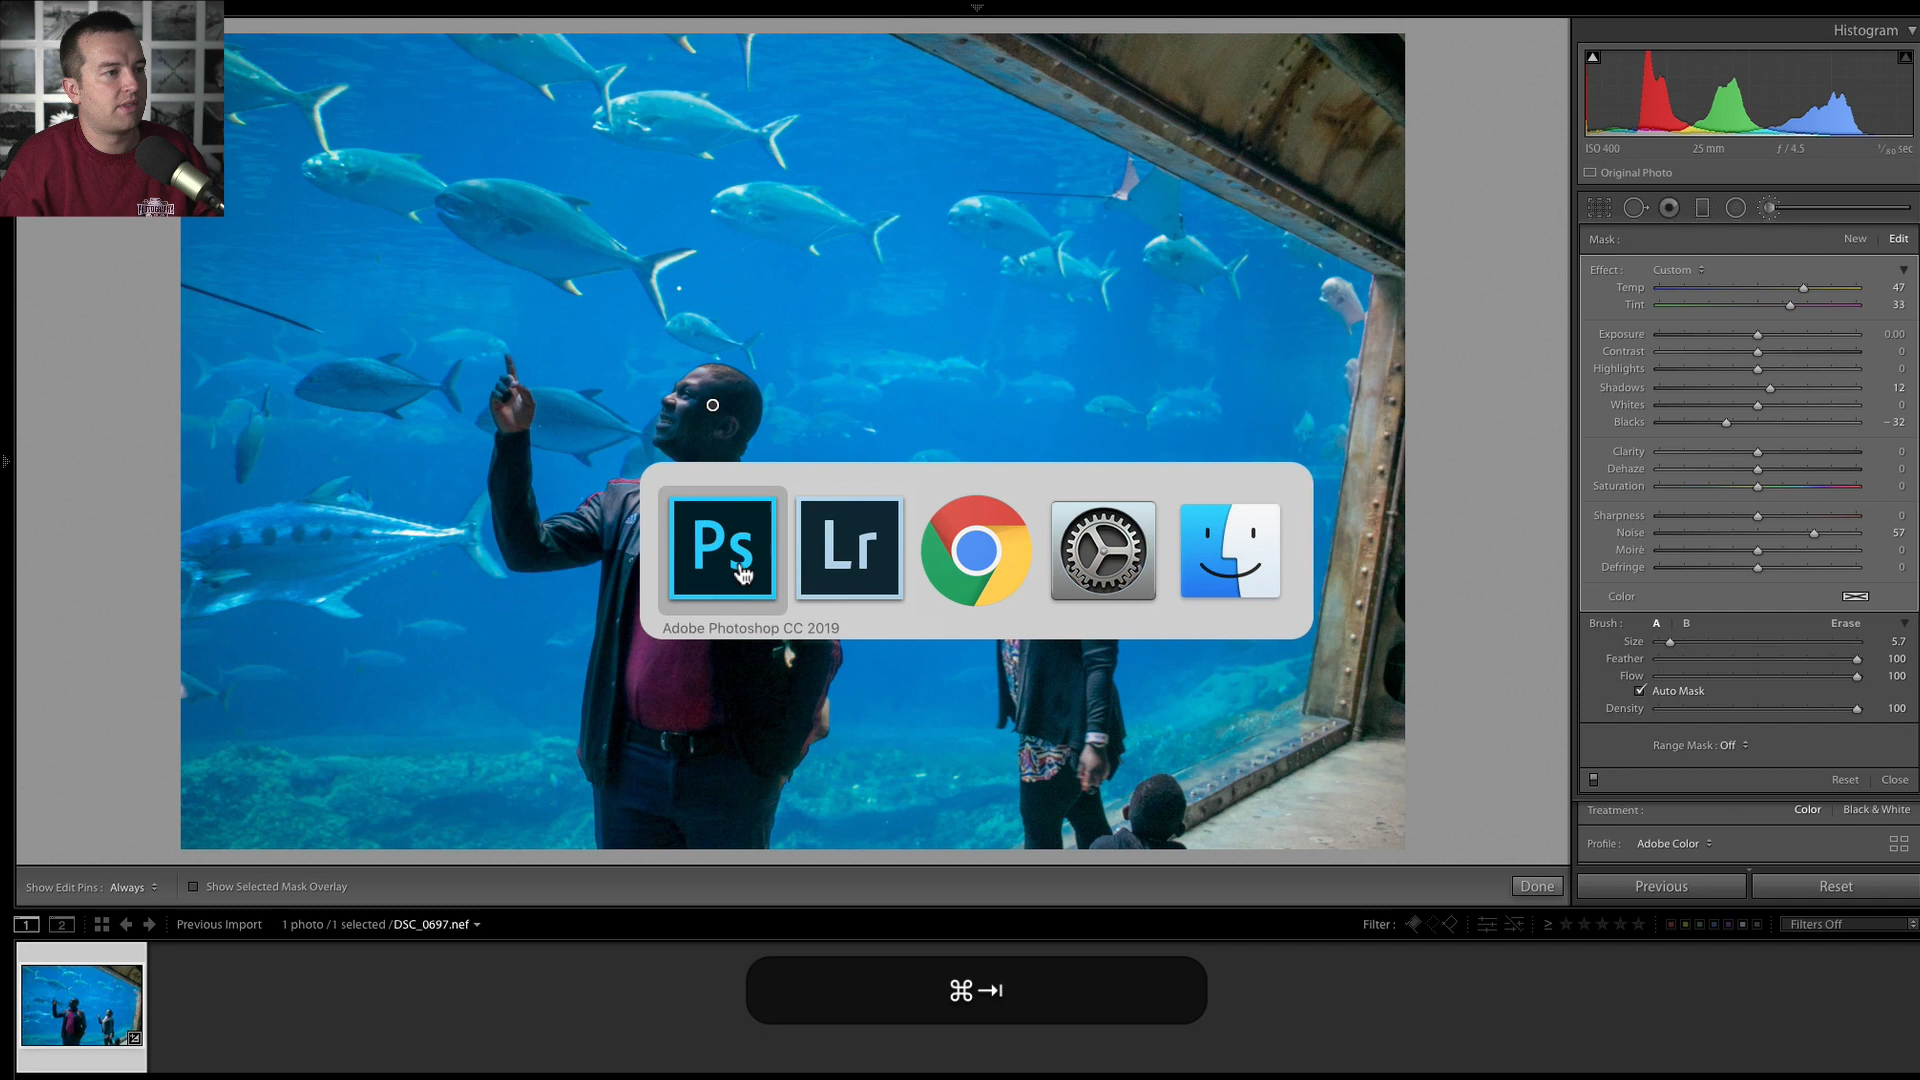 Histogram
ISO 400 25 mm ƒ / 4.5 1/80 sec
Original Photo
Mask : New Edit
Effect : Custom
Temp 47
Tint 33
Exposure 0.00
Contrast 0
Highlights 0
Shadows 12
Whites 0
Blacks – 32
Clarity 0
Dehaze 0
Saturation 0
Sharpness 0
Noise 57
Moiré 0
Defringe 0
Color
Brush : A B Erase
Size 5.7
Feather 100
Flow 100
Auto Mask
Density 100
Range Mask : Off
Reset Close
Treatment : Color Black & White
Profile : Adobe Color
Previous Reset
Ps Lr
Adobe Photoshop CC 2019
Show Edit Pins : Always Show Selected Mask Overlay Done
1 2 Previous Import 1 photo / 1 selected / DSC_0697.nef Filter : ≥ Filters Off
⌘⇥